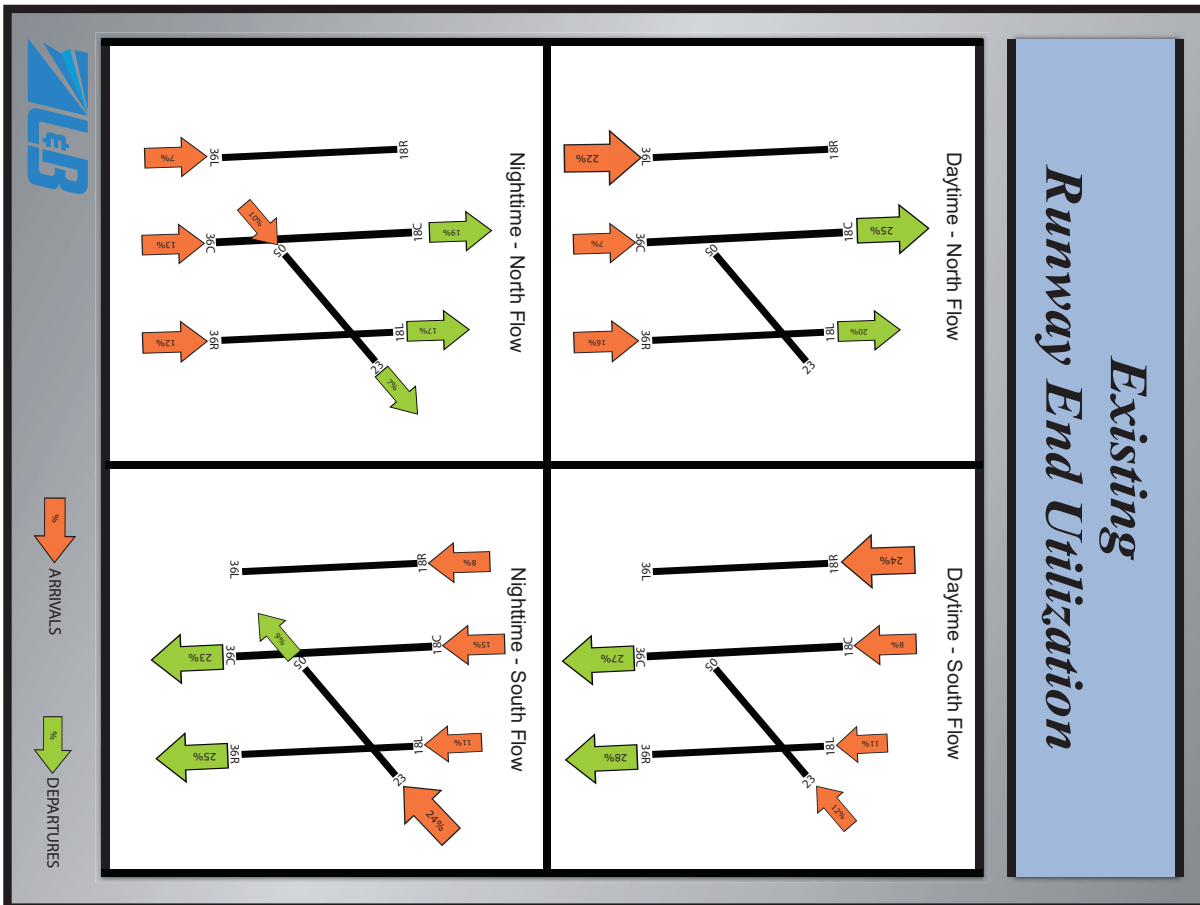 Existing
Runway End Utilization
Daytime - North Flow
25%
20%
18R
18C
18L
23
05
36L
36C
36R
22%
7%
16%
Daytime - South Flow
24%
8%
11%
12%
18R
18C
18L
23
05
36L
36C
36R
27%
28%
Nighttime - North Flow
19%
17%
7%
18R
18C
18L
23
05
10%
36L
36C
36R
7%
13%
12%
Nighttime - South Flow
8%
15%
11%
24%
18R
18C
18L
23
05
9%
36L
36C
36R
23%
25%
L&B
% ARRIVALS
% DEPARTURES